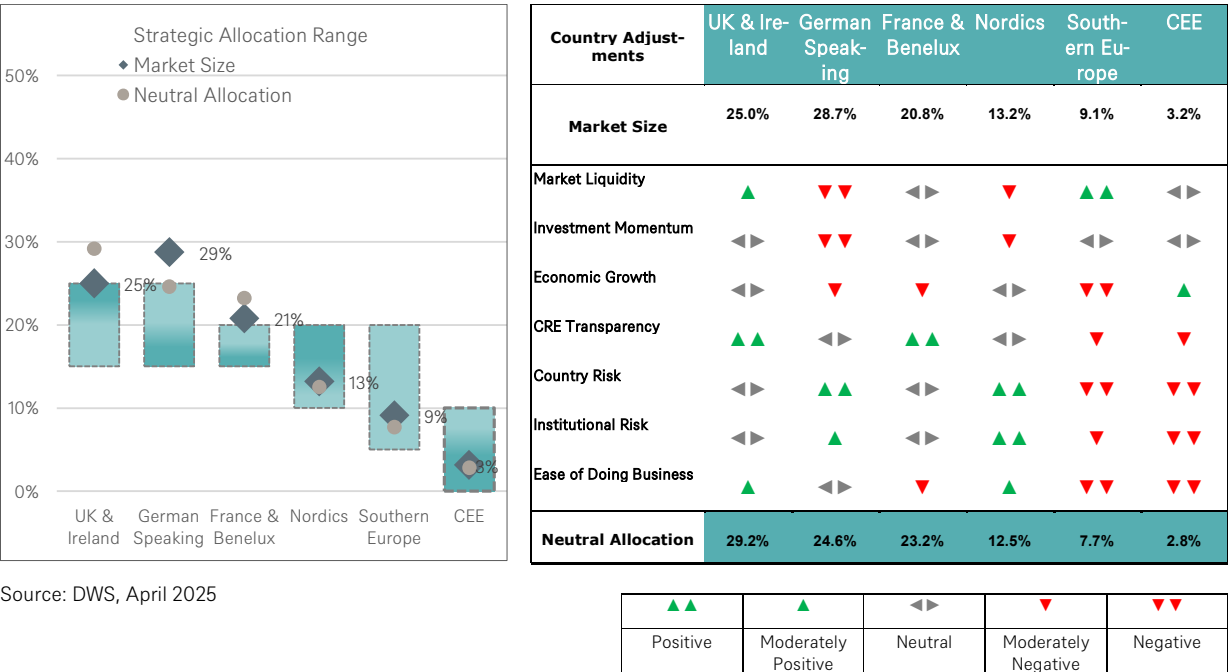 Strategic Allocation Range
Market Size
Neutral Allocation
50%
40%
30%
20%
10%
0%
29%
25%
21%
13%
9%
3%
UK &
Ireland
German
Speaking
France &
Benelux
Nordics
Southern
Europe
CEE
Source: DWS, April 2025
Country Adjust-
ments
UK & Ire-
land
German
Speak-
ing
France &
Benelux
Nordics
South-
ern Eu-
rope
CEE
Market Size
25.0% 28.7% 20.8% 13.2% 9.1% 3.2%
Market Liquidity
Investment Momentum
Economic Growth
CRE Transparency
Country Risk
Institutional Risk
Ease of Doing Business
Neutral Allocation 29.2% 24.6% 23.2% 12.5% 7.7% 2.8%
Positive
Moderately
Positive
Neutral
Moderately
Negative
Negative